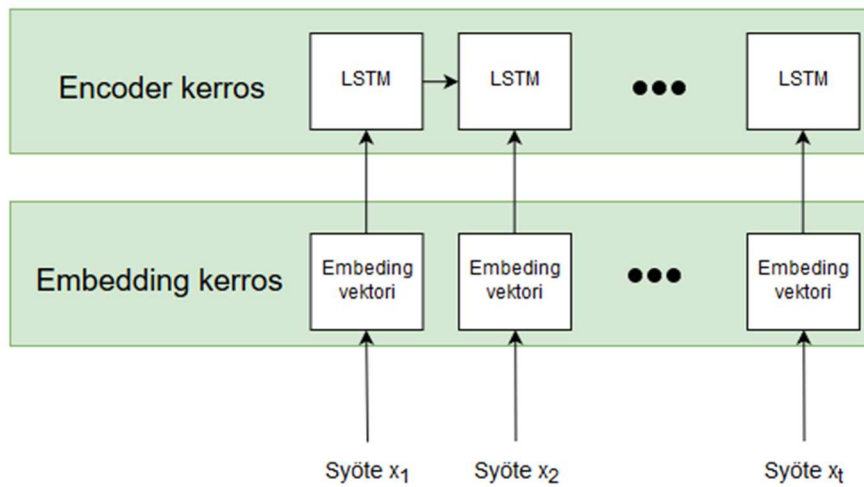 Encoder kerros
LSTM
LSTM
LSTM
Embedding kerros
Embeding
vektori
Embeding
vektori
Embeding
vektori
Syöte x₁
Syöte x₂
Syöte xₜ